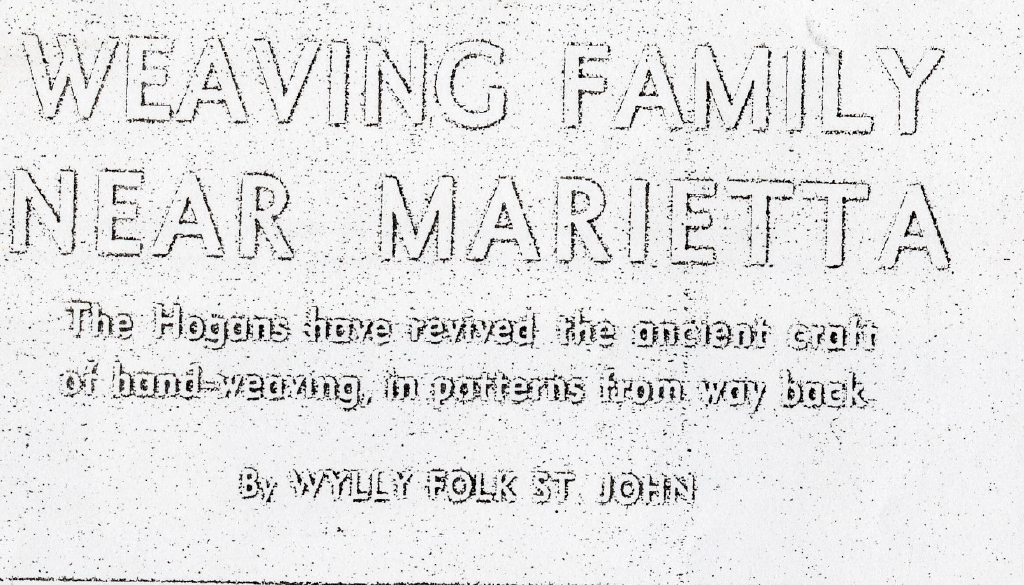 WEAVING FAMILY
NEAR MARIETTA
The Hogans have revived the ancient craft
of hand-weaving, in patterns from way back
By WYLLY FOLK ST. JOHN